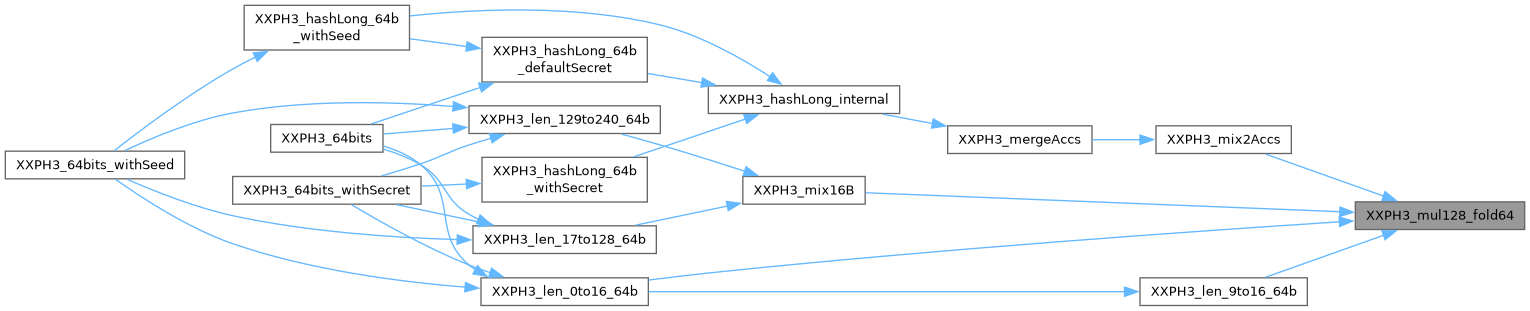 XXPH3_hashLong_64b
_withSeed
XXPH3_hashLong_64b
_defaultSecret
XXPH3_hashLong_internal
XXPH3_len_129to240_64b
XXPH3_64bits
XXPH3_mergeAccs
XXPH3_mix2Accs
XXPH3_64bits_withSeed
XXPH3_hashLong_64b
_withSecret
XXPH3_64bits_withSecret
XXPH3_mix16B
XXPH3_mul128_fold64
XXPH3_len_17to128_64b
XXPH3_len_0to16_64b
XXPH3_len_9to16_64b